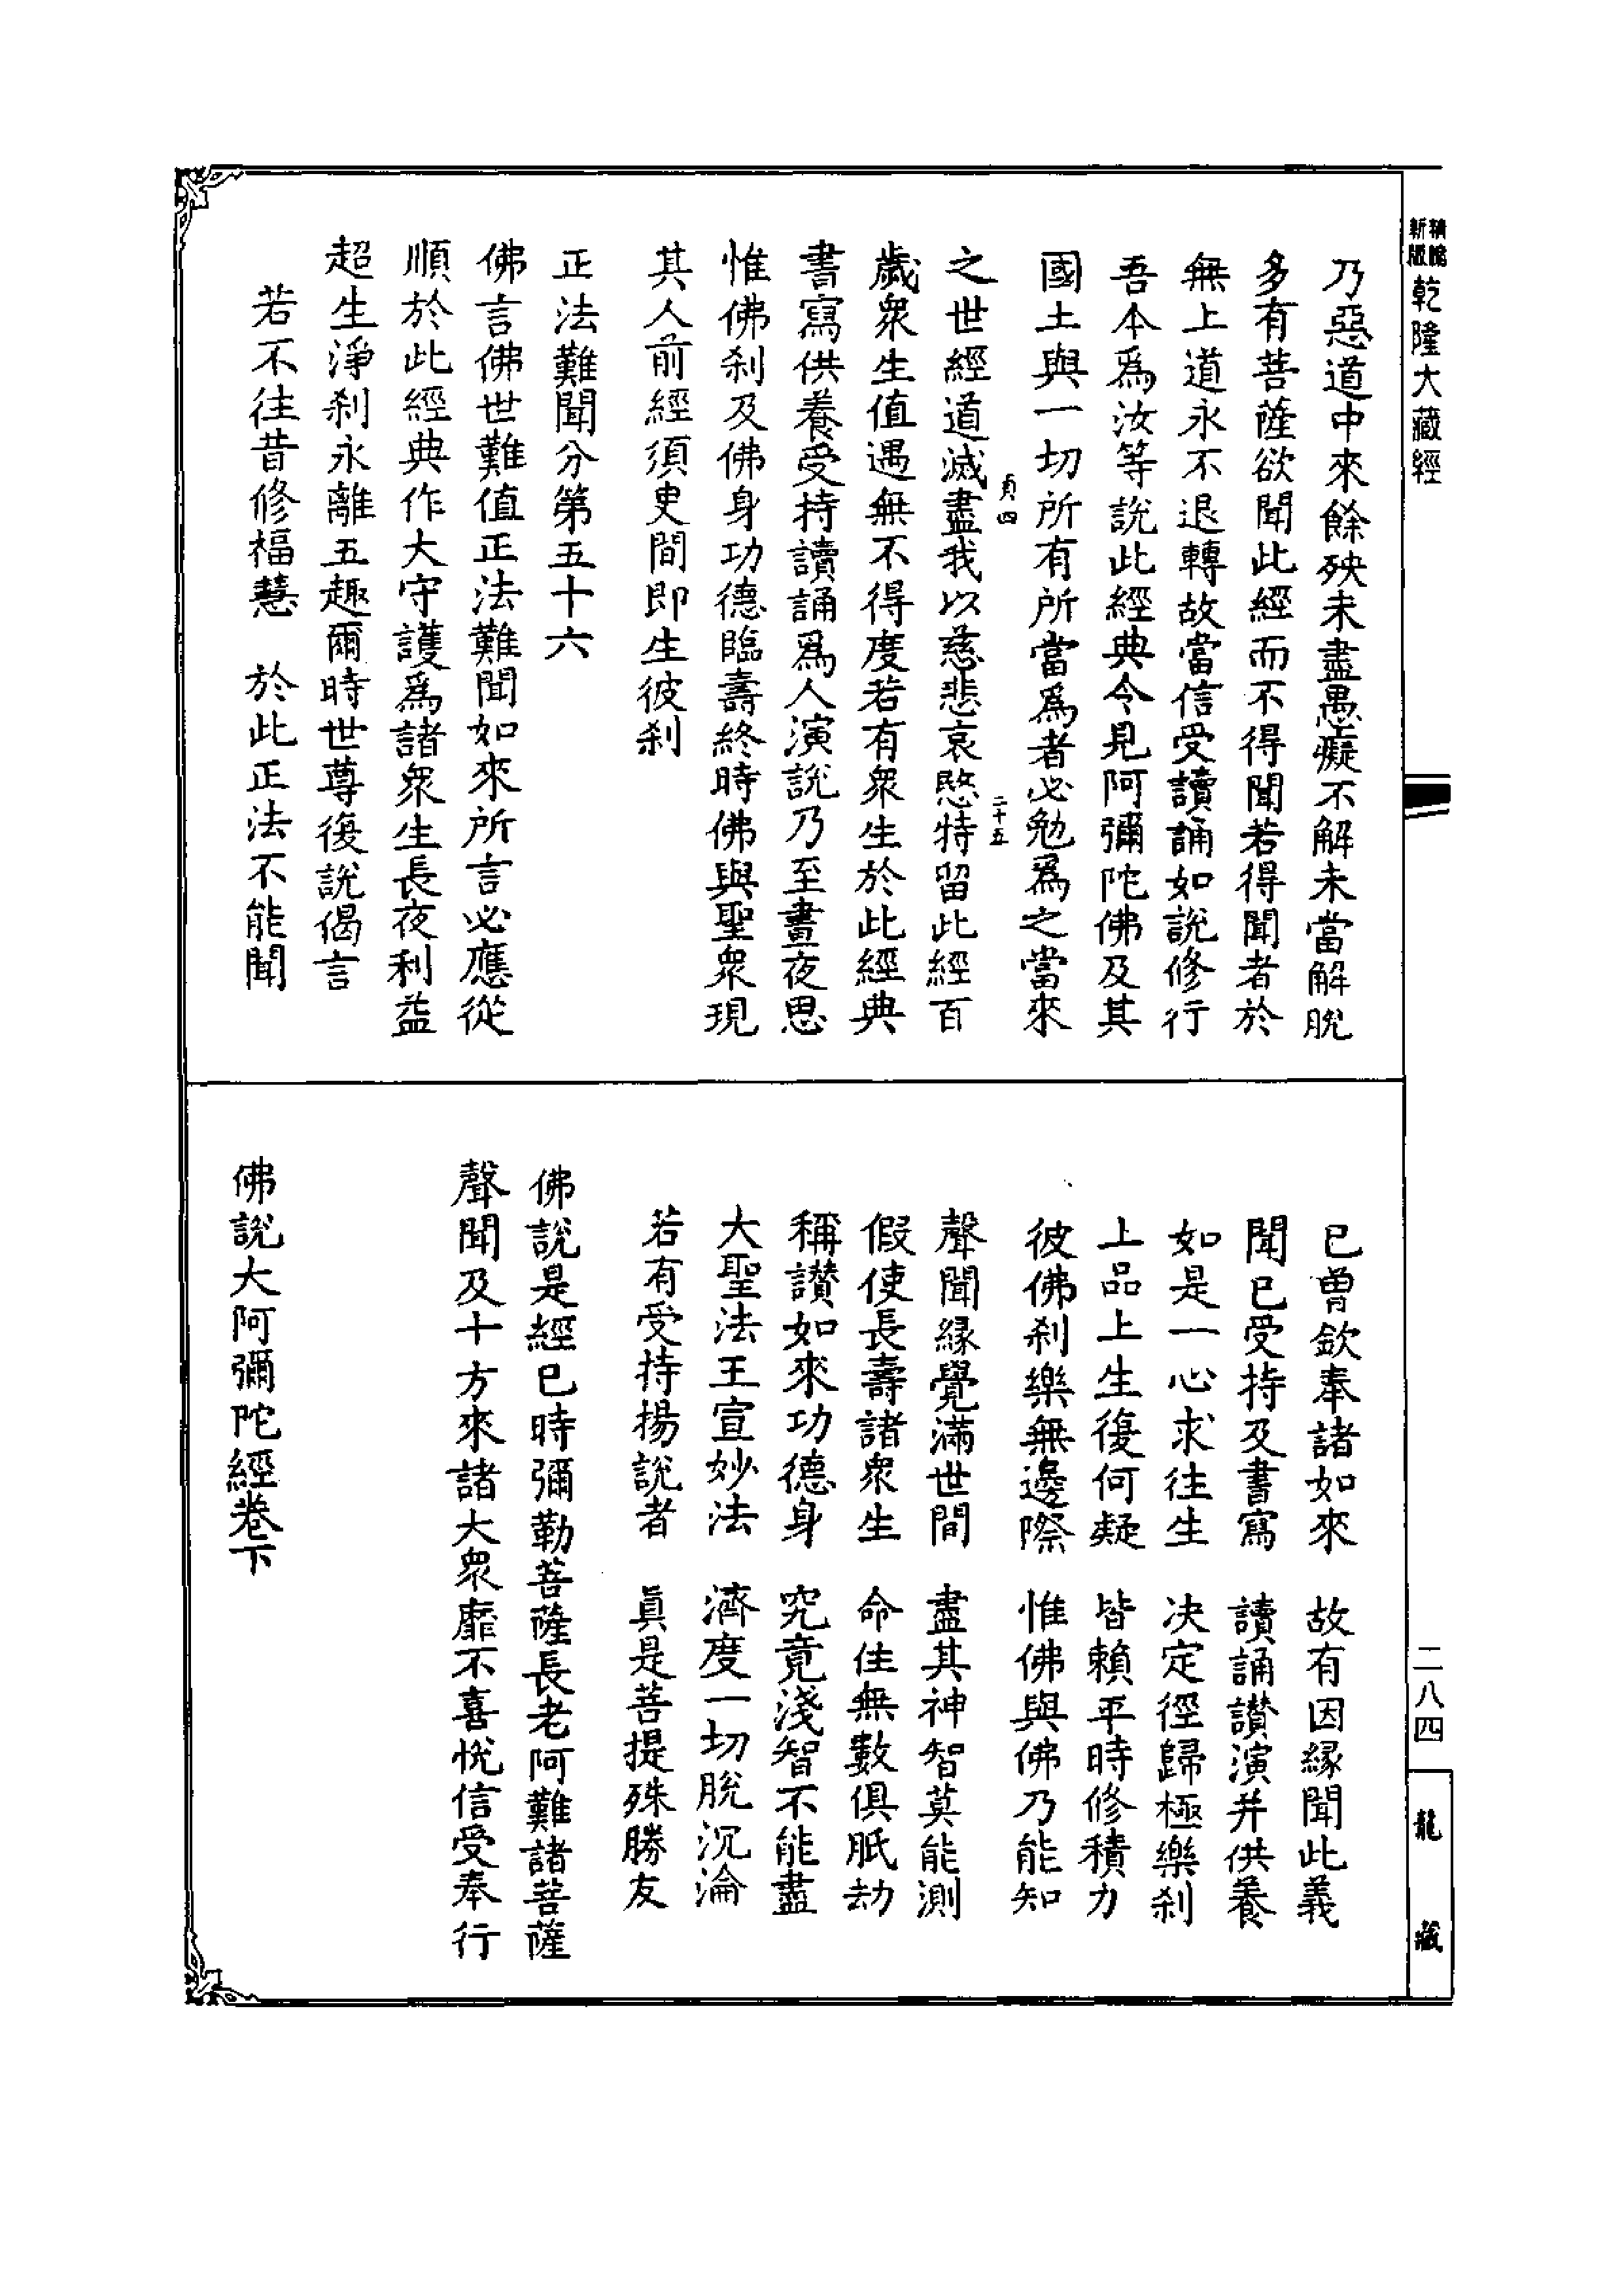 新版
乾隆大藏經
乃惡道中來餘殃未盡愚癡不解未當解脫
多有菩薩欲聞此經而不得聞若得聞者於
無上道永不退轉故當信受讀誦如說修行
吾本爲汝等說此經典令見阿彌陀佛及其
國土與一切所有所當爲者必勉爲之當來
貞四
二十五
之世經道滅盡我以慈悲哀愍特留此經百
歲衆生值遇無不得度若有衆生於此經典
書寫供養受持讀誦爲人演說乃至晝夜思
惟佛刹及佛身功德臨壽終時佛與聖衆現
其人前經須臾間即生彼刹
正法難聞分第五十六
佛言佛世難值正法難聞如來所言必應從
順於此經典作大守護爲諸衆生長夜利益
超生淨刹永離五趣爾時世尊復說偈言
若不往昔修福慧　於此正法不能聞
已曾欽奉諸如來　故有因緣聞此義
聞已受持及書寫　讀誦讚演并供養
如是一心求往生　决定徑歸極樂刹
上品上生復何疑　皆賴平時修積力
彼佛刹樂無邊際　惟佛與佛乃能知
聲聞緣覺滿世間　盡其神智莫能測
假使長壽諸衆生　命住無數俱胝劫
稱讚如來功德身　究竟淺智不能盡
大聖法王宣妙法　濟度一切脫沉淪
若有受持揚說者　眞是菩提殊勝友
佛說是經已時彌勒菩薩長老阿難諸菩薩
聲聞及十方來諸大衆靡不喜悅信受奉行
佛說大阿彌陀經卷下
二八四
龍藏